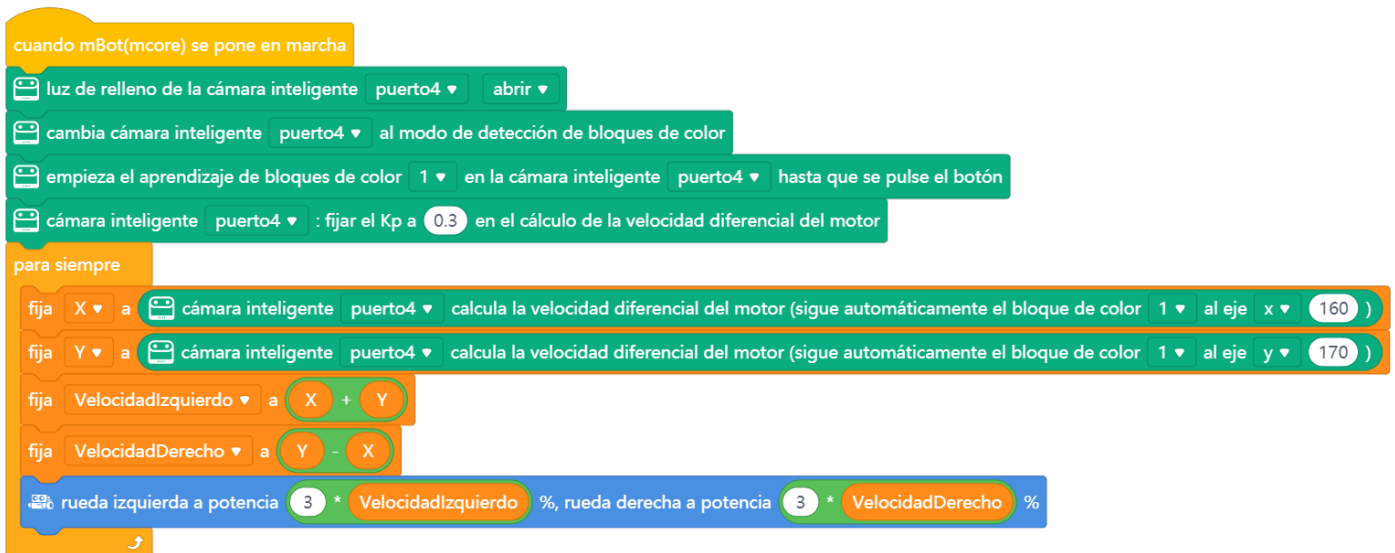 cuando mBot(mcore) se pone en marcha
luz de relleno de la cámara inteligente puerto4 abrir
cambia cámara inteligente puerto4 al modo de detección de bloques de color
empieza el aprendizaje de bloques de color 1 en la cámara inteligente puerto4 hasta que se pulse el botón
cámara inteligente puerto4 : fijar el Kp a 0.3 en el cálculo de la velocidad diferencial del motor
para siempre
fija X a cámara inteligente puerto4 calcula la velocidad diferencial del motor (sigue automáticamente el bloque de color 1 al eje x 160 )
fija Y a cámara inteligente puerto4 calcula la velocidad diferencial del motor (sigue automáticamente el bloque de color 1 al eje y 170 )
fija VelocidadIzquierdo a X + Y
fija VelocidadDerecho a Y - X
rueda izquierda a potencia 3 * VelocidadIzquierdo %, rueda derecha a potencia 3 * VelocidadDerecho %